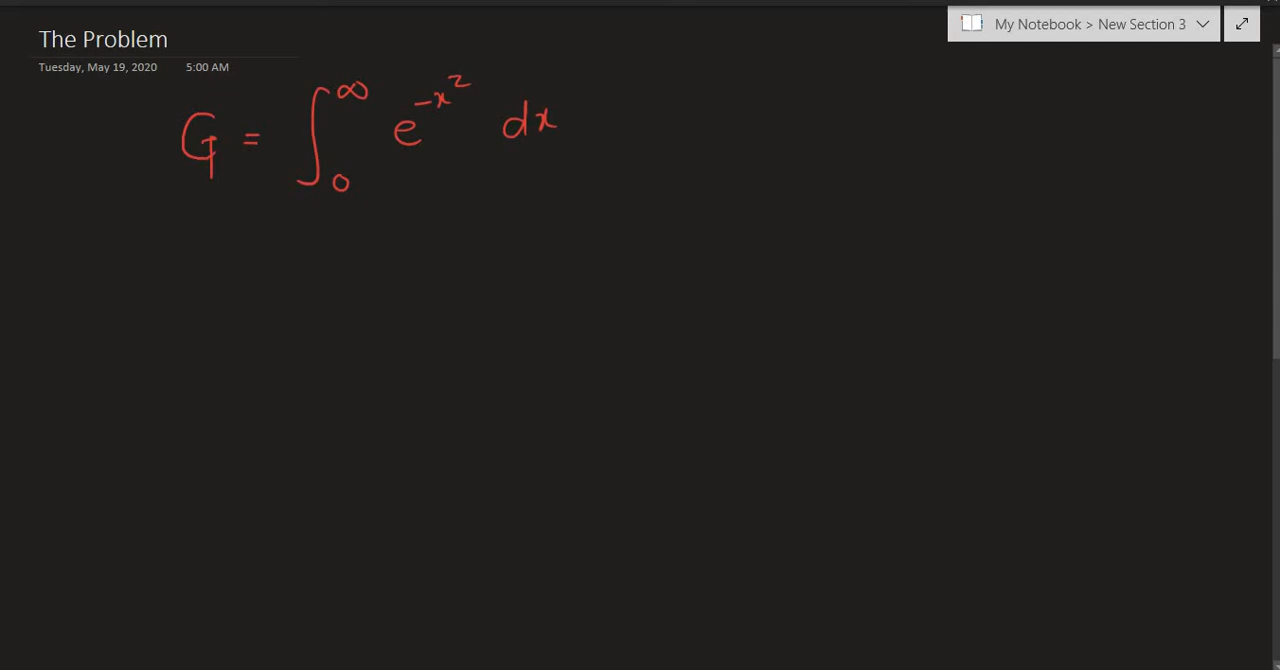 My Notebook > New Section 3
The Problem
Tuesday, May 19, 2020 5:00 AM
G = ∫₀^∞ e^{-x²} dx